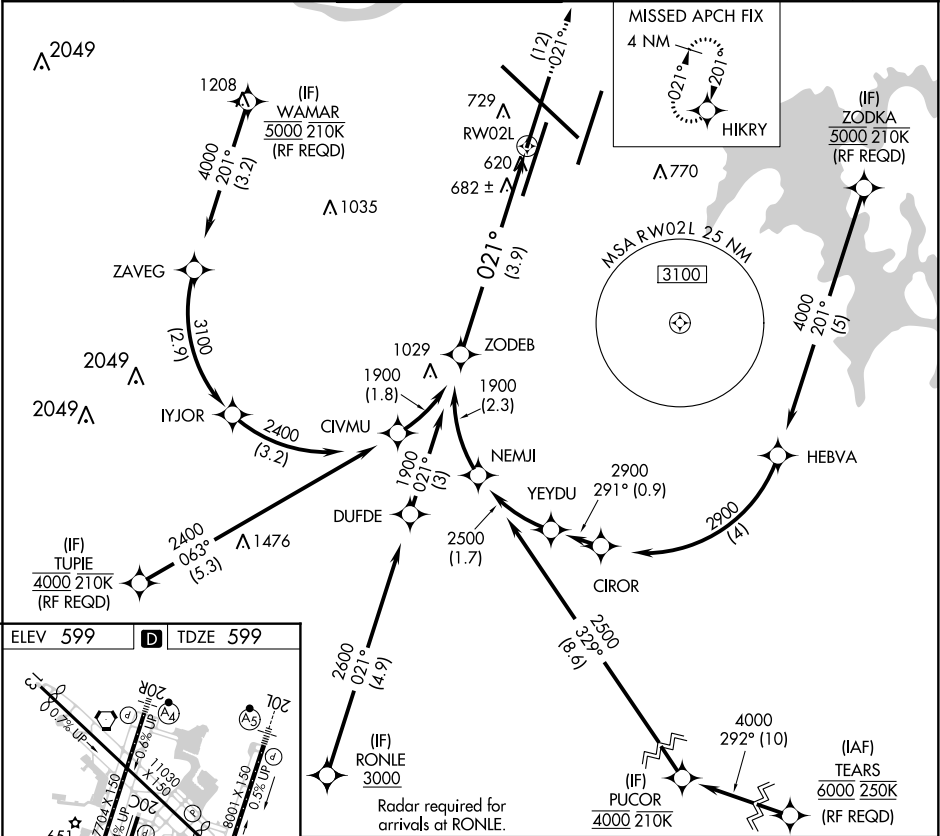 2049
1208
(IF)
WAMAR
5000 210K
(RF REQD)
4000
201°
(3.2)
1035
ZAVEG
3100
(2.9)
2049
2049
IYJOR
2400
(3.2)
(12)
021°
729
RW02L
620
682 ±
021°
(3.9)
MISSED APCH FIX
4 NM
021°
201°
HIKRY
770
(IF)
ZODKA
5000 210K
(RF REQD)
MSA RW02L 25 NM
3100
4000
201°
(5)
1029
ZODEB
1900
(1.8)
1900
(2.3)
CIVMU
1900
021°
(3)
NEMJI
HEBVA
YEYDU
2900
291° (0.9)
2900
(4)
DUFDE
2500
(1.7)
CIROR
(IF)
TUPIE
4000 210K
(RF REQD)
2400
063°
(5.3)
1476
2600
021°
(4.9)
2500
329°
(8.6)
(IF)
RONLE
3000
Radar required for
arrivals at RONLE.
(IF)
PUCOR
4000 210K
4000
292° (10)
(IAF)
TEARS
6000 250K
(RF REQD)
ELEV 599
D
TDZE 599
13
0.7% UP
P
20R
A4
0.6% UP
11030
X 150
7704 X 150
20C
P
A5
20L
P
8001 X 150
0.5% UP